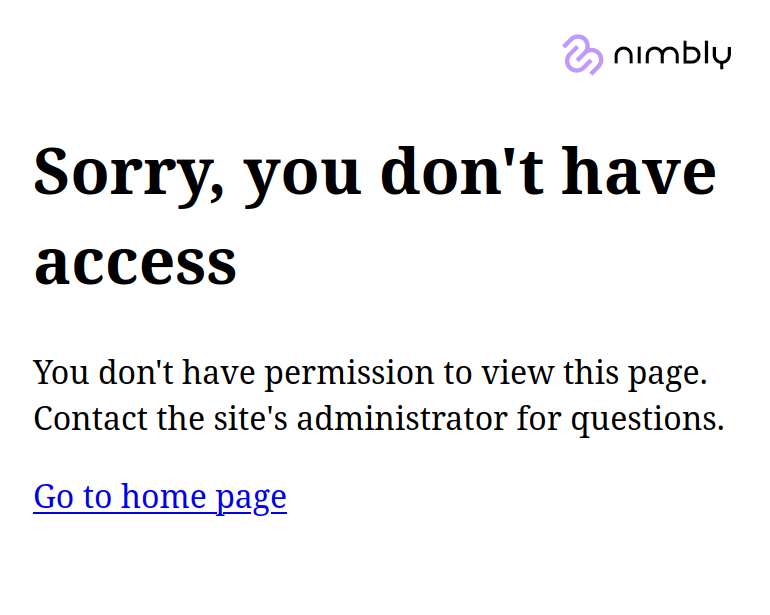 nimbly
Sorry, you don't have
access
You don't have permission to view this page.
Contact the site's administrator for questions.
Go to home page